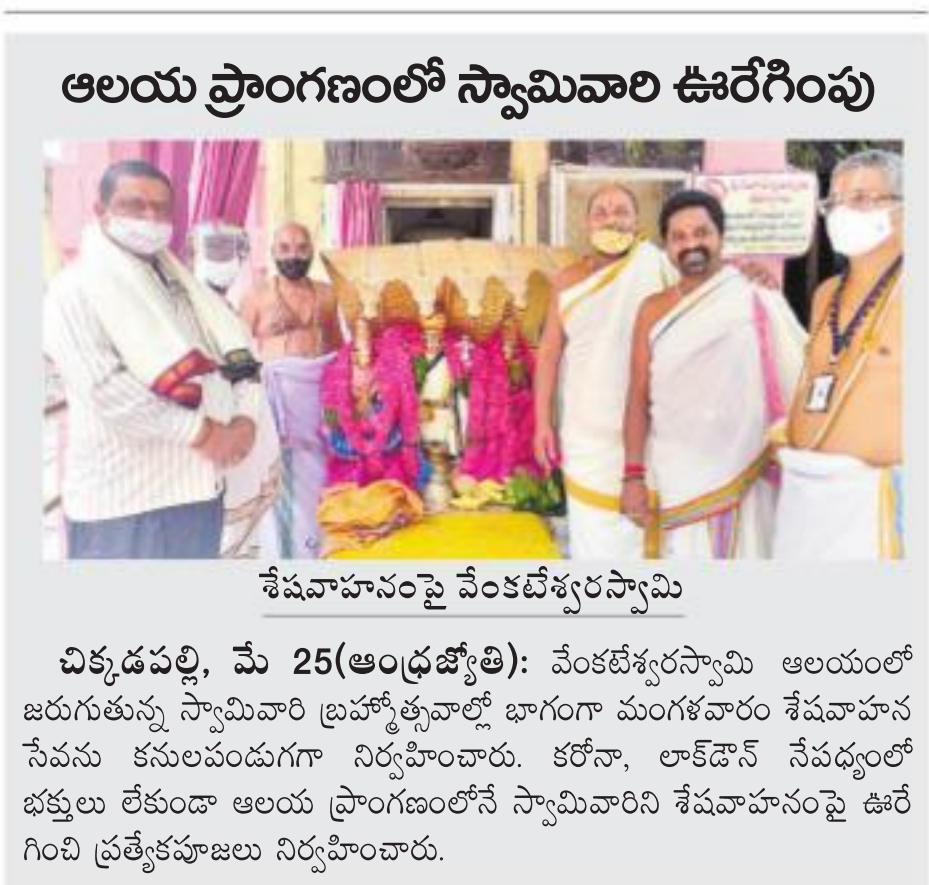 ఆలయ ప్రాంగణంలో స్వామివారి ఊరేగింపు
శేషవాహనంపై వేంకటేశ్వరస్వామి
చిక్కడపల్లి, మే 25(ఆంధ్రజ్యోతి): వేంకటేశ్వరస్వామి ఆలయంలో
జరుగుతున్న స్వామివారి బ్రహ్మోత్సవాల్లో భాగంగా మంగళవారం శేషవాహన
సేవను కనులపండుగగా నిర్వహించారు. కరోనా, లాక్‌డౌన్ నేపధ్యంలో
భక్తులు లేకుండా ఆలయ ప్రాంగణంలోనే స్వామివారిని శేషవాహనంపై ఊరే
గించి ప్రత్యేకపూజలు నిర్వహించారు.